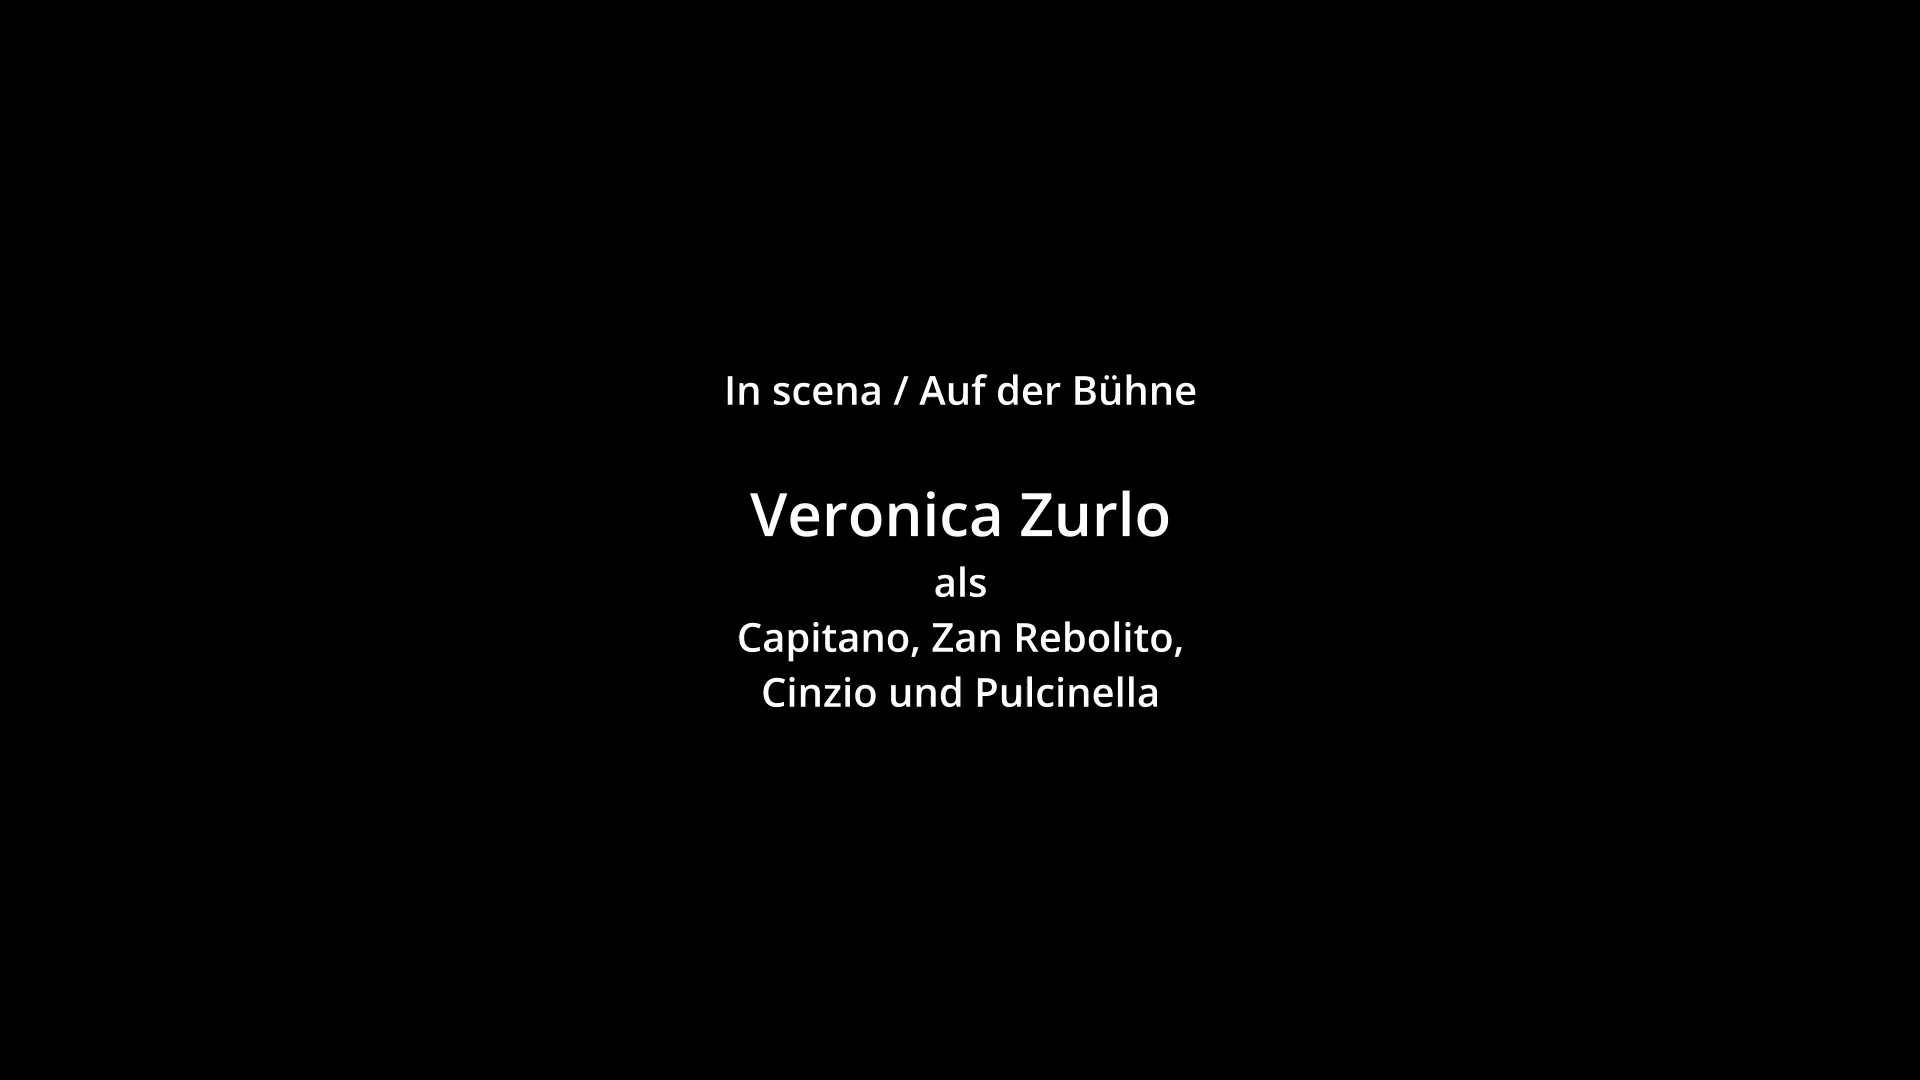 In scena / Auf der Bühne
Veronica Zurlo
als
Capitano, Zan Rebolito,
Cinzio und Pulcinella